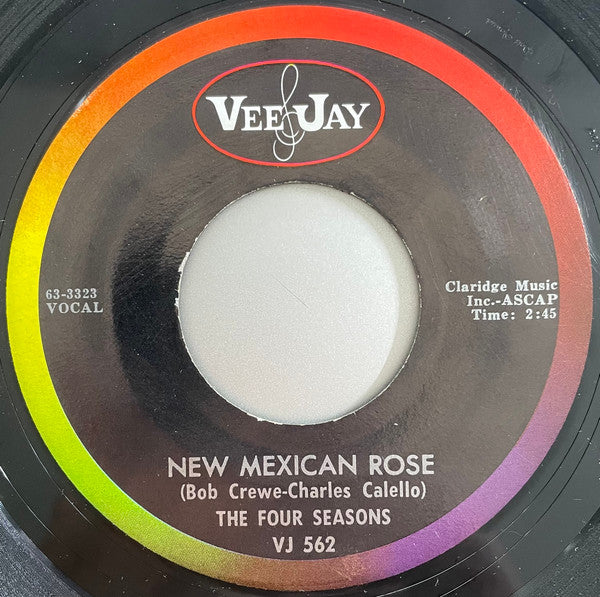 VEE JAY
63-3323
VOCAL
Claridge Music
Inc.-ASCAP
Time: 2:45
NEW MEXICAN ROSE
(Bob Crewe-Charles Calello)
THE FOUR SEASONS
VJ 562